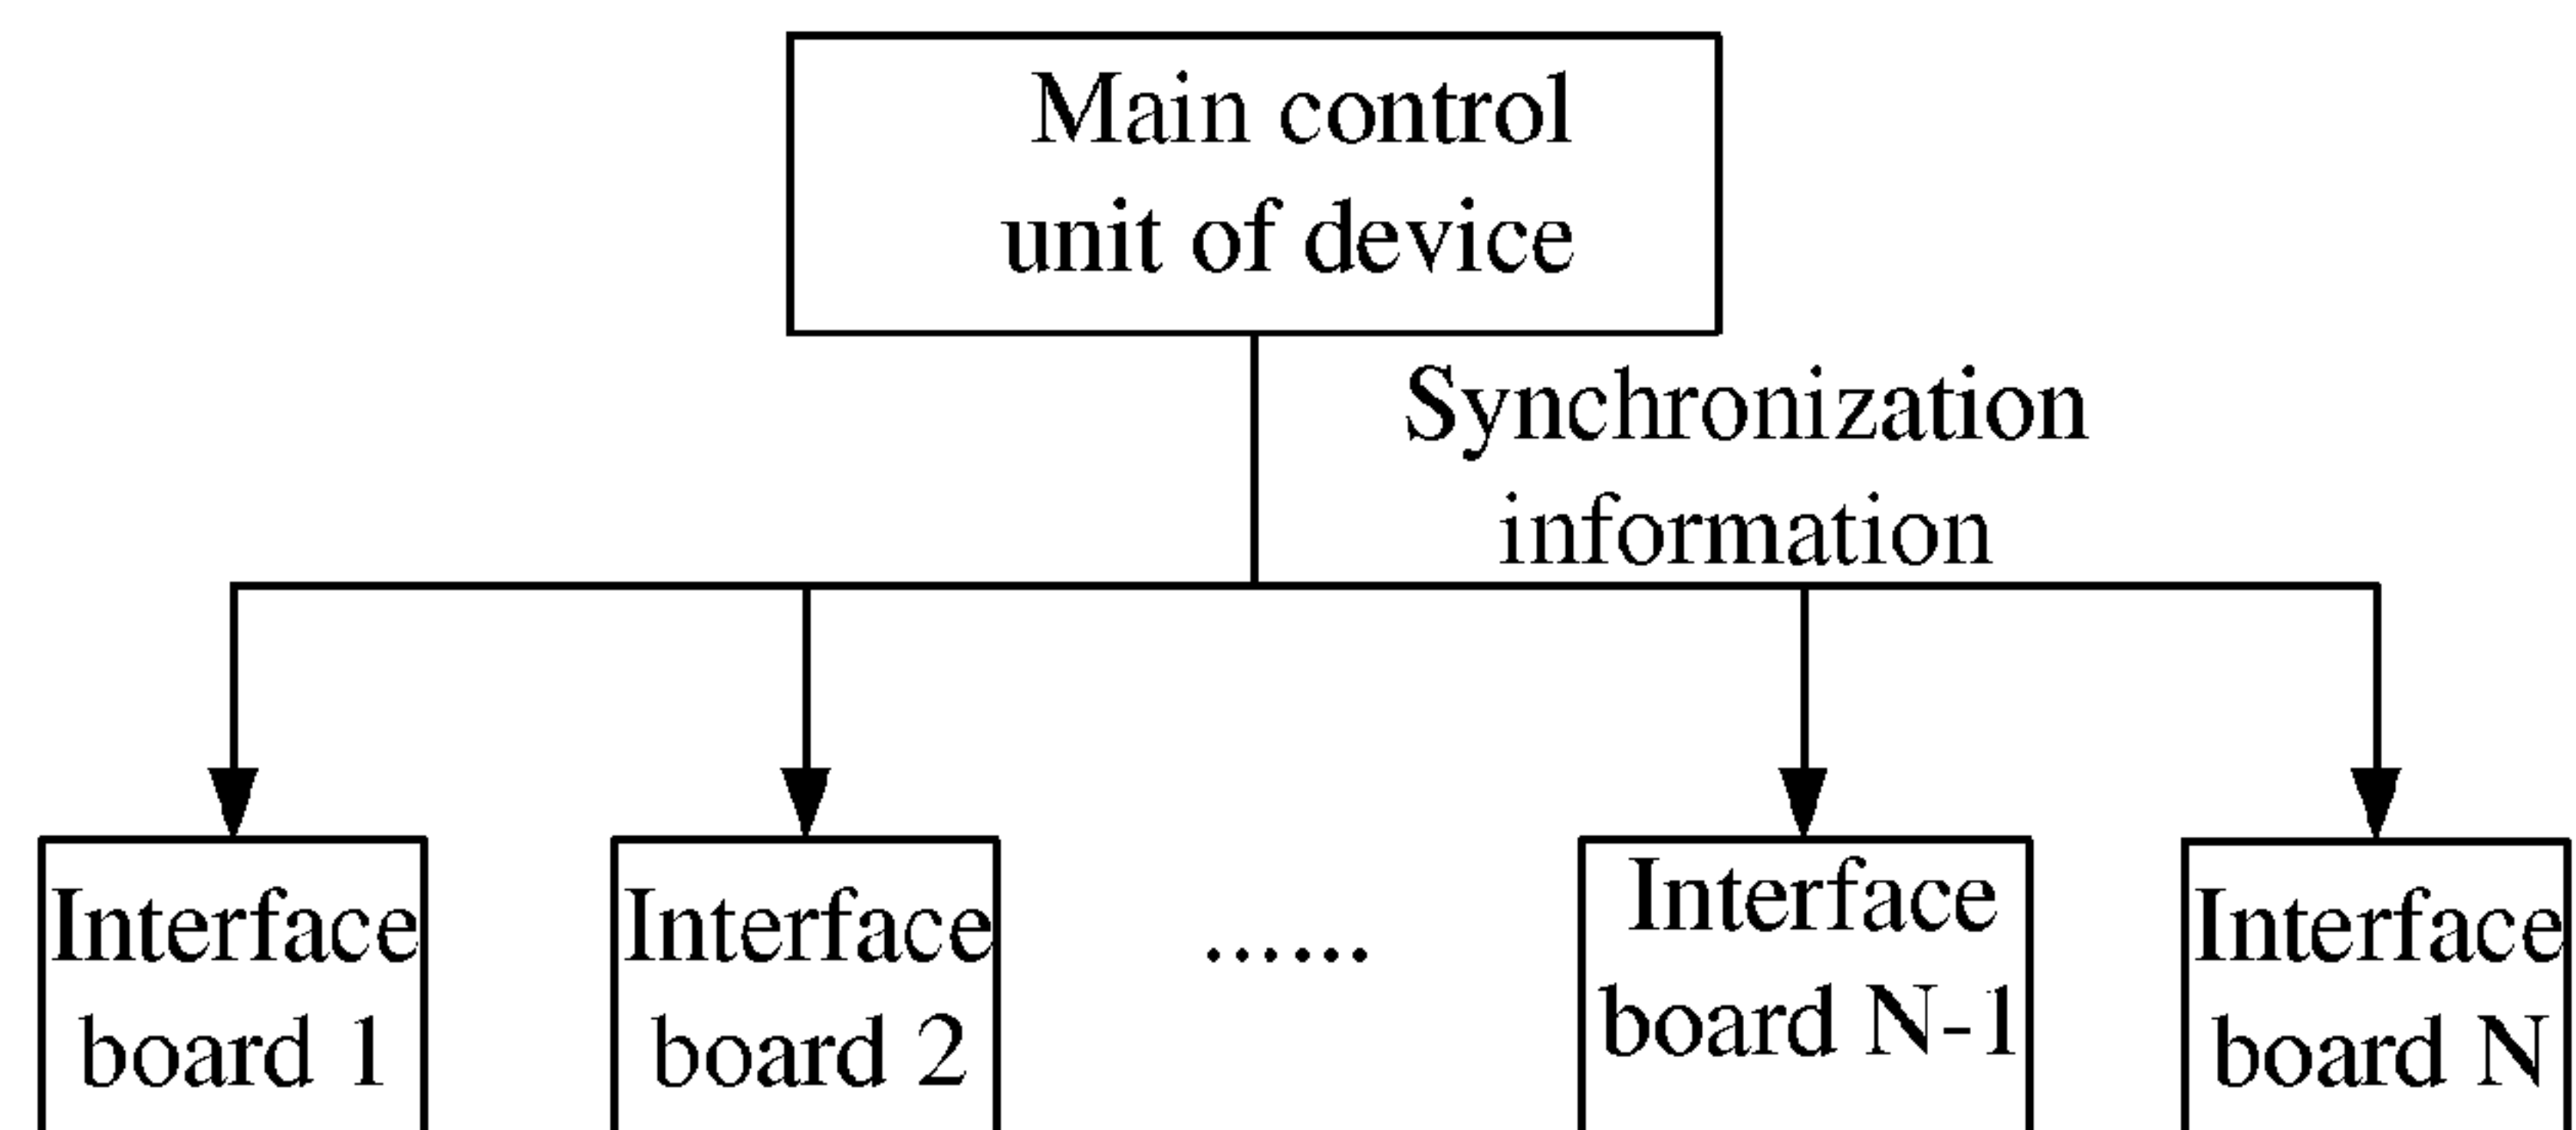 Main control
unit of device
Synchronization
information
Interface
board 1
Interface
board 2
......
Interface
board N-1
Interface
board N